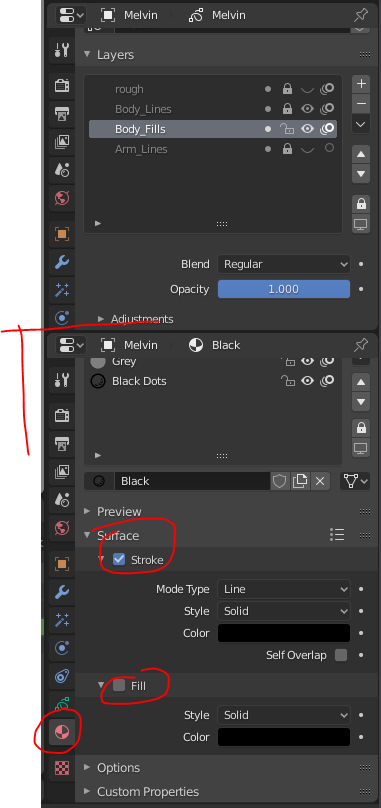 Melvin Melvin
Layers
rough
Body_Lines
Body_Fills
Arm_Lines
Blend Regular
Opacity 1.000
Adjustments
Melvin Black
Grey
Black Dots
Black
Preview
Surface
Stroke
Mode Type Line
Style Solid
Color
Self Overlap
Fill
Style Solid
Color
Options
Custom Properties